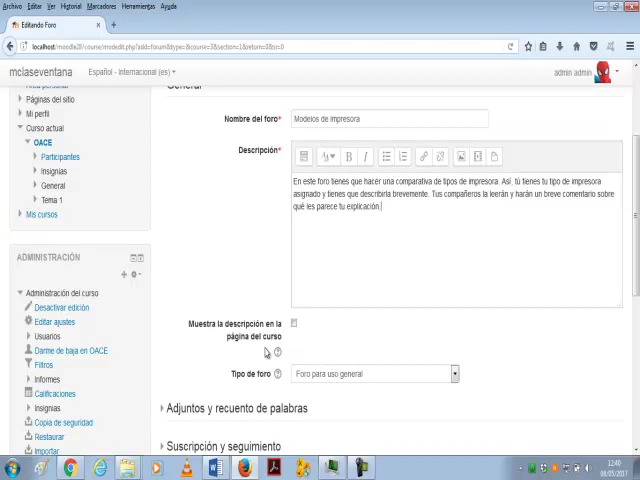 Archivo Editar Ver Historial Marcadores Herramientas Ayuda
Editando Foro
localhost/moodle28/course/modedit.php?add=forum&type=&course=3&section=1&return=0&sr=0
mclaseventana Español - Internacional (es) admin admin
Área personal
General
Páginas del sitio
Mi perfil
Nombre del foro* Modelos de Impresora
Curso actual
OACE
Participantes
Insignias
General
Tema 1
Mis cursos
Descripción*
En este foro tienes que hacer una comparativa de tipos de impresora. Así, tú tienes tu tipo de impresora
asignado y tienes que describirla brevemente. Tus compañeros la leerán y harán un breve comentario sobre
qué les parece tu explicación.
ADMINISTRACIÓN
Administración del curso
Desactivar edición
Editar ajustes
Usuarios
Darme de baja en OACE
Filtros
Informes
Calificaciones
Insignias
Copia de seguridad
Restaurar
Importar
Muestra la descripción en la
página del curso
Tipo de foro Foro para uso general
Adjuntos y recuento de palabras
Suscripción y seguimiento
12:40
08/05/2017